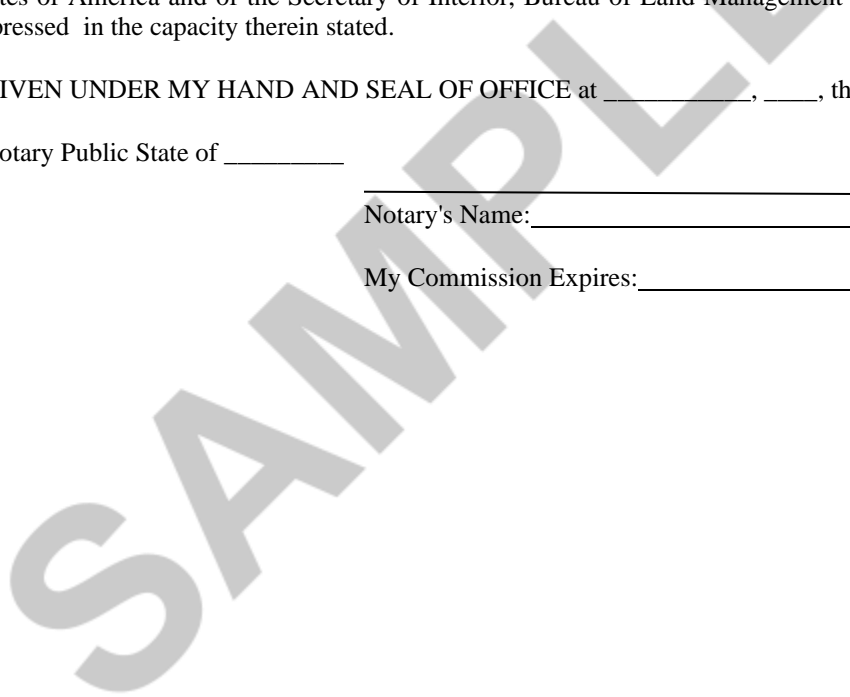 tes of America and of the Secretary of Interior, Bureau of Land Management
pressed in the capacity therein stated.
IVEN UNDER MY HAND AND SEAL OF OFFICE at ___________, ____, th
otary Public State of _________
Notary's Name:
My Commission Expires:
SAMPLE